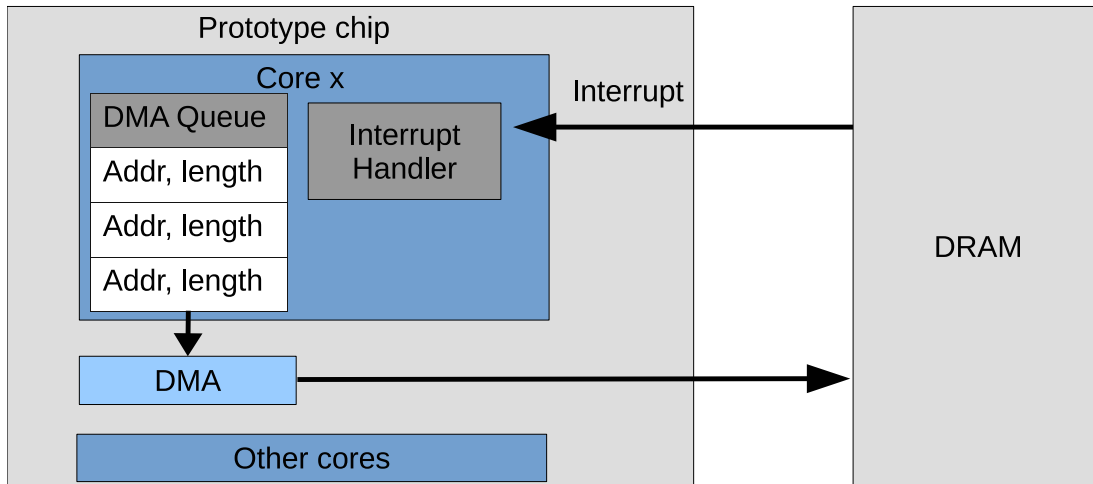 Prototype chip
Core x
DMA Queue
Addr, length
Addr, length
Addr, length
Interrupt
Handler
Interrupt
DRAM
DMA
Other cores